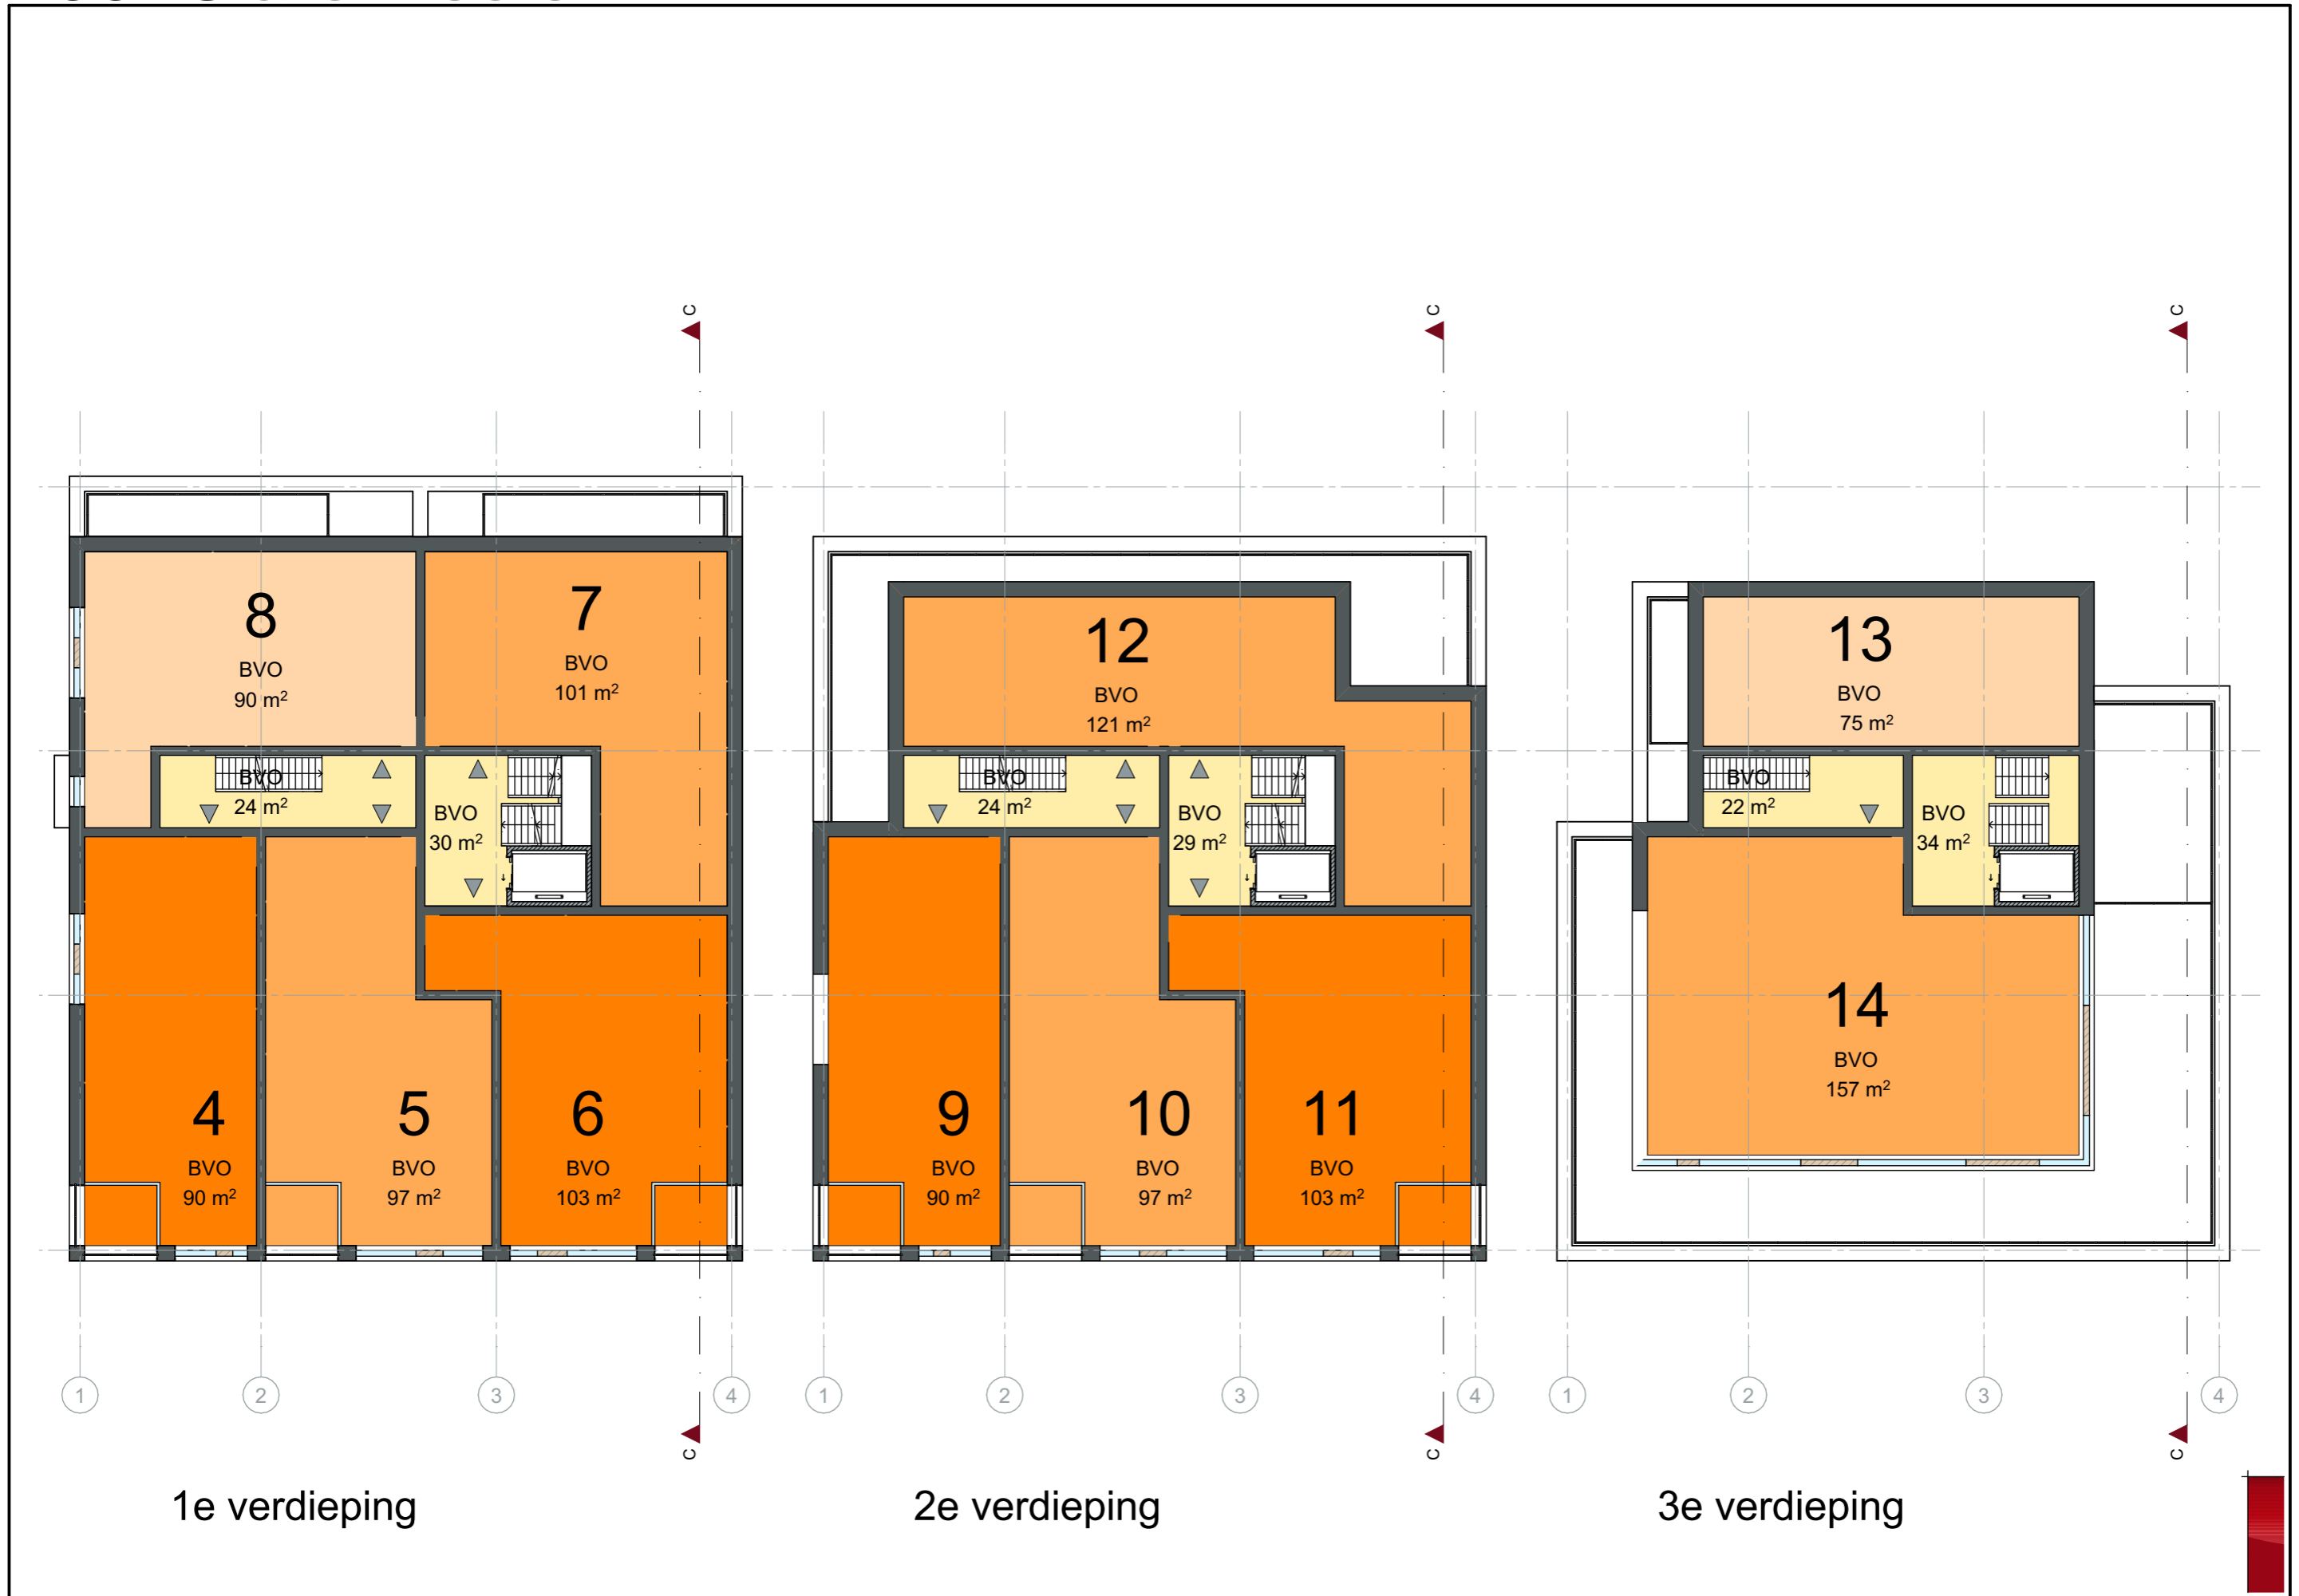 C
C
C
8
BVO
90 m²
7
BVO
101 m²
BVO
24 m²
BVO
30 m²
4
BVO
90 m²
5
BVO
97 m²
6
BVO
103 m²
12
BVO
121 m²
BVO
24 m²
BVO
29 m²
9
BVO
90 m²
10
BVO
97 m²
11
BVO
103 m²
13
BVO
75 m²
BVO
22 m²
BVO
34 m²
14
BVO
157 m²
1
2
3
4
1
2
3
4
1
2
3
4
C
C
C
1e verdieping
2e verdieping
3e verdieping